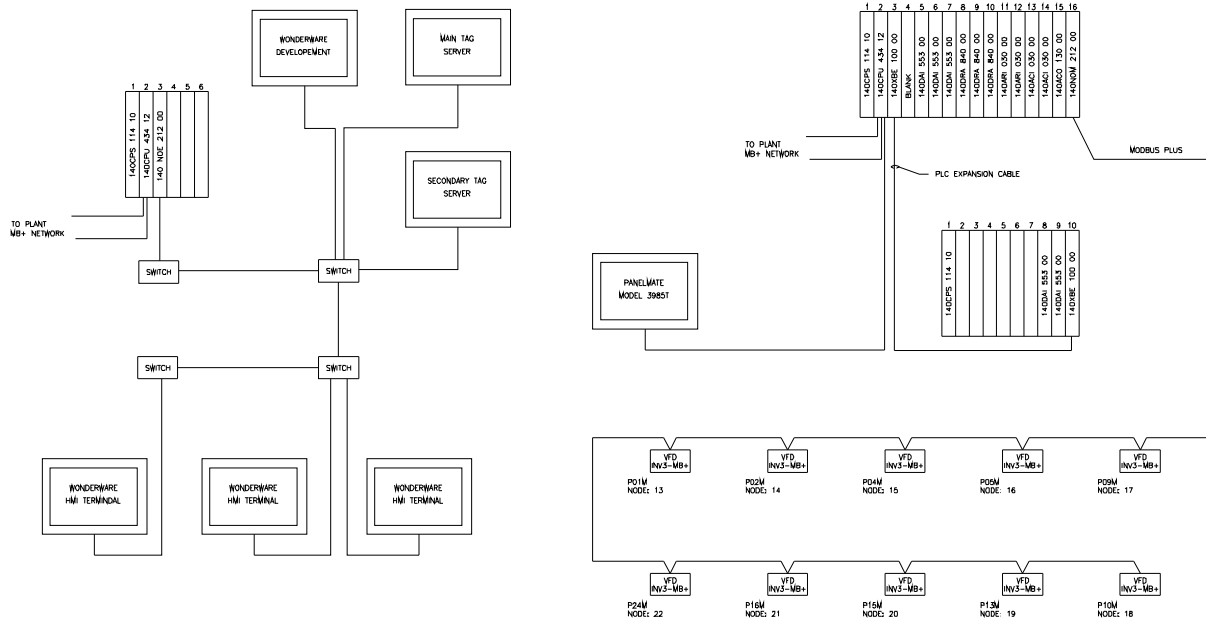 WONDERWARE
DEVELOPEMENT
MAIN TAG
SERVER
1 2 3 4 5 6
140CPS 114 10
140CPU 434 12
140 NOE 212 00
SECONDARY TAG
SERVER
TO PLANT
MB+ NETWORK
SWITCH
SWITCH
SWITCH
SWITCH
WONDERWARE
HMI TERMINDAL
WONDERWARE
HMI TERMINAL
WONDERWARE
HMI TERMINAL
1 2 3 4 5 6 7 8 9 10 11 12 13 14 15 16
140CPS 114 10
140CPU 434 12
140XBE 100 00
BLANK
140DAI 553 00
140DAI 553 00
140DAI 553 00
140DRA 840 00
140DRA 840 00
140DRA 840 00
140ARI 030 00
140ARI 030 00
140ACI 030 00
140ACI 030 00
140ACO 130 00
140NOM 212 00
TO PLANT
MB+ NETWORK
MODBUS PLUS
PLC EXPANSION CABLE
1 2 3 4 5 6 7 8 9 10
140CPS 114 10
140DAI 553 00
140DAI 553 00
140XBE 100 00
PANELMATE
MODEL 3985T
VFD
INV3-MB+
P01M
NODE: 13
VFD
INV3-MB+
P02M
NODE: 14
VFD
INV3-MB+
P04M
NODE: 15
VFD
INV3-MB+
P05M
NODE: 16
VFD
INV3-MB+
P09M
NODE: 17
VFD
INV3-MB+
P24M
NODE: 22
VFD
INV3-MB+
P16M
NODE: 21
VFD
INV3-MB+
P15M
NODE: 20
VFD
INV3-MB+
P13M
NODE: 19
VFD
INV3-MB+
P10M
NODE: 18